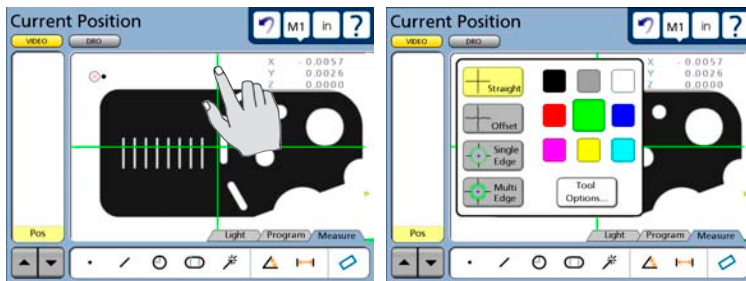 Current Position
M1 in ?
VIDEO DRO
X - 0.0057
Y 0.0026
Z 0.0000
Pos
Light Program Measure
Current Position
M1 in ?
VIDEO DRO
X - 0.0057
Y 0.0026
Z 0.0000
Straight
Offset
Single
Edge
Multi
Edge
Tool
Options...
Pos
Light Program Measure